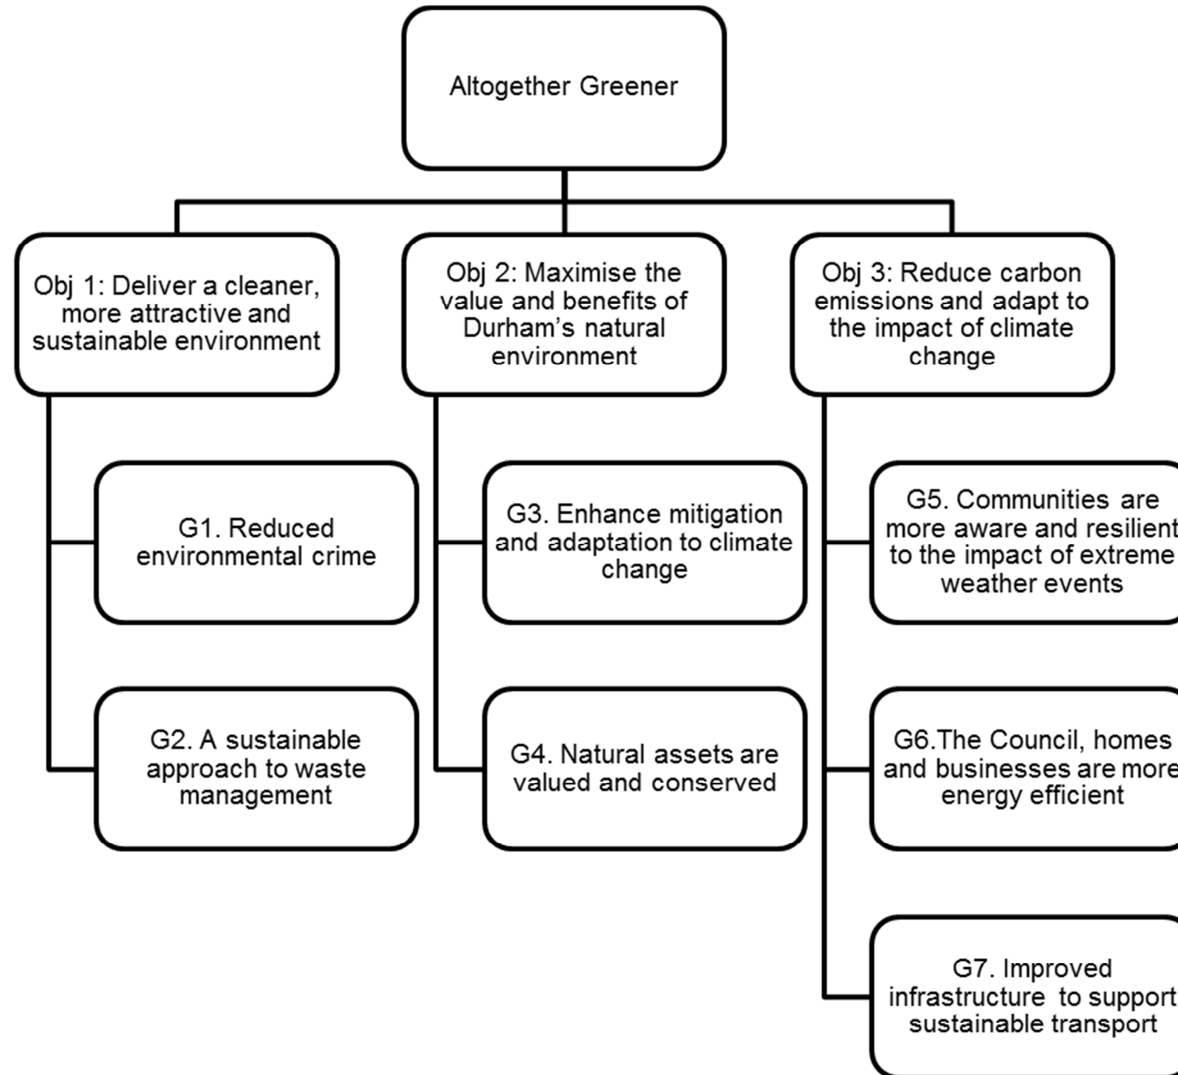 Altogether Greener
Obj 1: Deliver a cleaner,
more attractive and
sustainable environment
Obj 2: Maximise the
value and benefits of
Durham’s natural
environment
Obj 3: Reduce carbon
emissions and adapt to
the impact of climate
change
G1. Reduced
environmental crime
G2. A sustainable
approach to waste
management
G3. Enhance mitigation
and adaptation to climate
change
G4. Natural assets are
valued and conserved
G5. Communities are
more aware and resilient
to the impact of extreme
weather events
G6.The Council, homes
and businesses are more
energy efficient
G7. Improved
infrastructure to support
sustainable transport